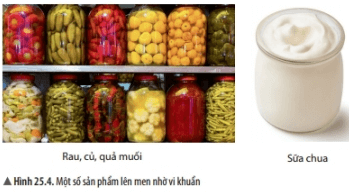 Rau, củ, quả muối
Sữa chua
▲ Hình 25.4. Một số sản phẩm lên men nhờ vi khuẩn